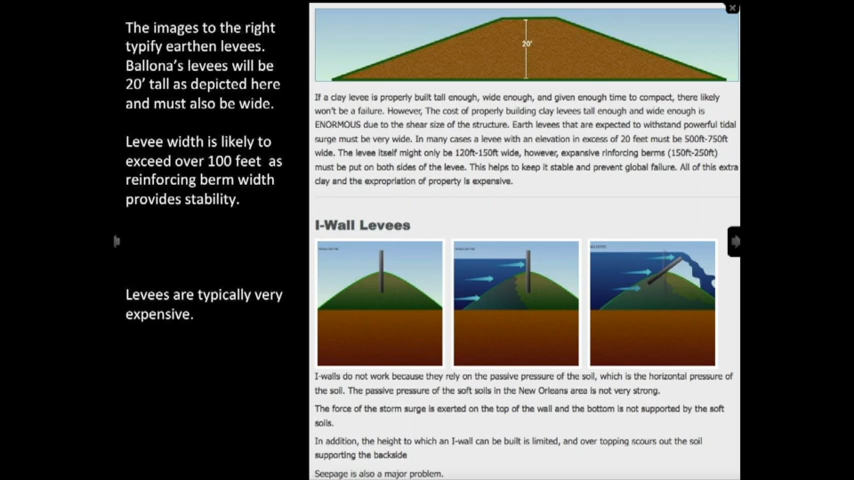 The images to the right
typify earthen levees.
Ballona's levees will be
20' tall as depicted here
and must also be wide.
Levee width is likely to
exceed over 100 feet as
reinforcing berm width
provides stability.
Levees are typically very
expensive.
20'
If a clay levee is properly built tall enough, wide enough, and given enough time to compact, there likely
won't be a failure. However, The cost of properly building clay levees tall enough and wide enough is
ENORMOUS due to the shear size of the structure. Earth levees that are expected to withstand powerful tidal
surge must be very wide. In many cases a levee with an elevation in excess of 20 feet must be 500ft-750ft
wide. The levee itself might only be 120ft-150ft wide, however, expansive rinforcing berms (150ft-250ft)
must be put on both sides of the levee. This helps to keep it stable and prevent global failure. All of this extra
clay and the expropriation of property is expensive.
I-Wall Levees
I-walls do not work because they rely on the passive pressure of the soil, which is the horizontal pressure of
the soil. The passive pressure of the soft soils in the New Orleans area is not very strong.
The force of the storm surge is exerted on the top of the wall and the bottom is not supported by the soft
soils.
In addition, the height to which an I-wall can be built is limited, and over topping scours out the soil
supporting the backside
Seepage is also a major problem.